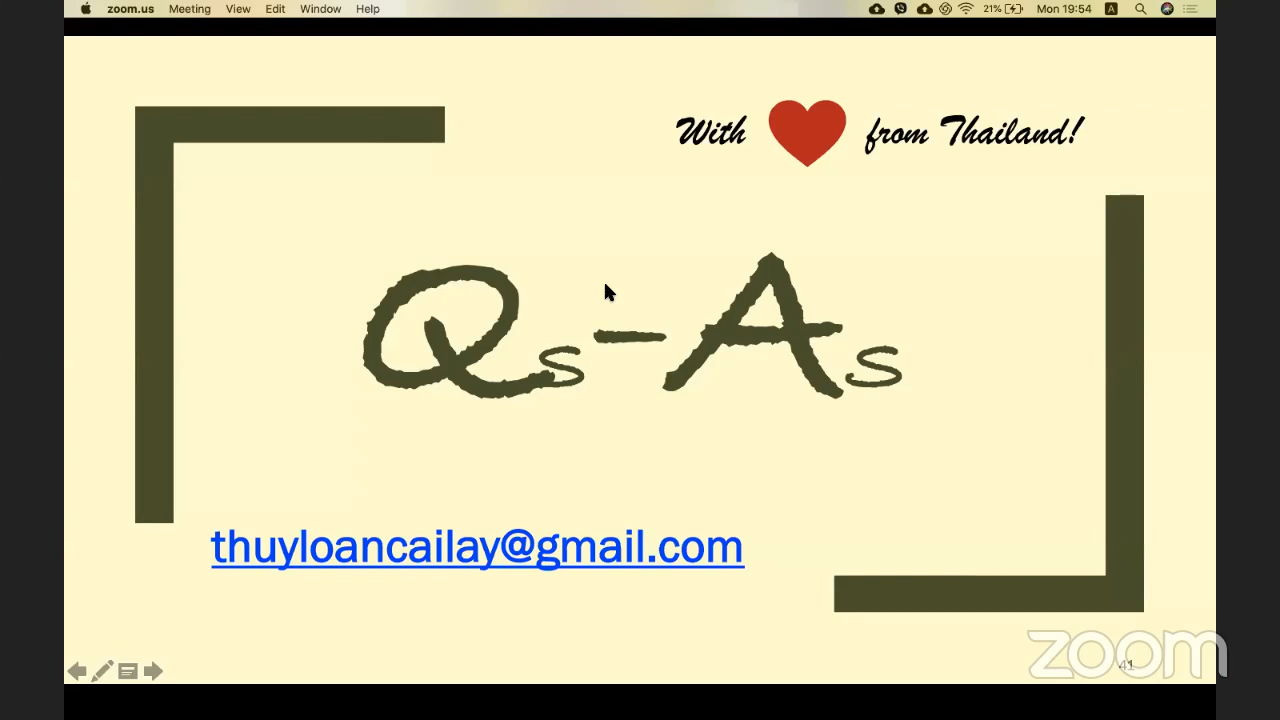 zoom.us Meeting View Edit Window Help 21% Mon 19:54 A
With from Thailand!
Qs-As
thuyloancailay@gmail.com
41
zoom